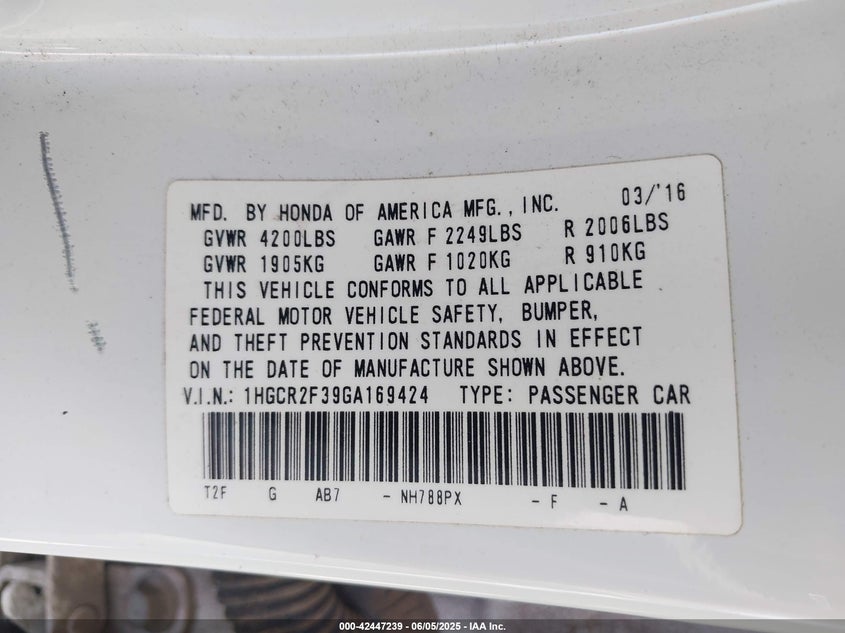 MFD. BY HONDA OF AMERICA MFG., INC. 03/'16
GVWR 4200LBS GAWR F 2249LBS R 2006LBS
GVWR 1905KG GAWR F 1020KG R 910KG
THIS VEHICLE CONFORMS TO ALL APPLICABLE
FEDERAL MOTOR VEHICLE SAFETY, BUMPER,
AND THEFT PREVENTION STANDARDS IN EFFECT
ON THE DATE OF MANUFACTURE SHOWN ABOVE.
V.I.N.: 1HGCR2F39GA169424 TYPE: PASSENGER CAR
T2F G AB7 - NH788PX - F - A
000-42447239 - 06/05/2025 - IAA Inc.